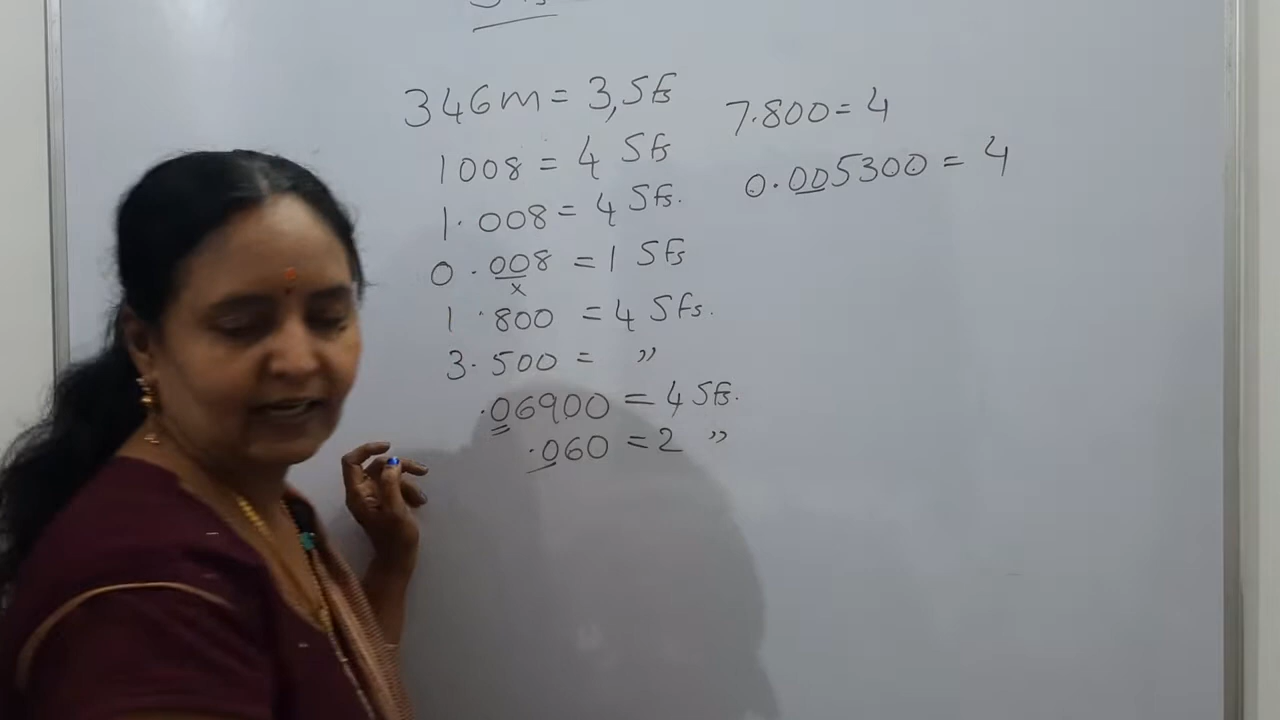 346m = 3, Sfs
1008 = 4 Sfs
1.008 = 4 Sfs.
0.008 = 1 Sfs
x
1.800 = 4 Sfs.
3.500 = "
.06900 = 4 Sfs.
.060 = 2 "
7.800 = 4
0.005300 = 4